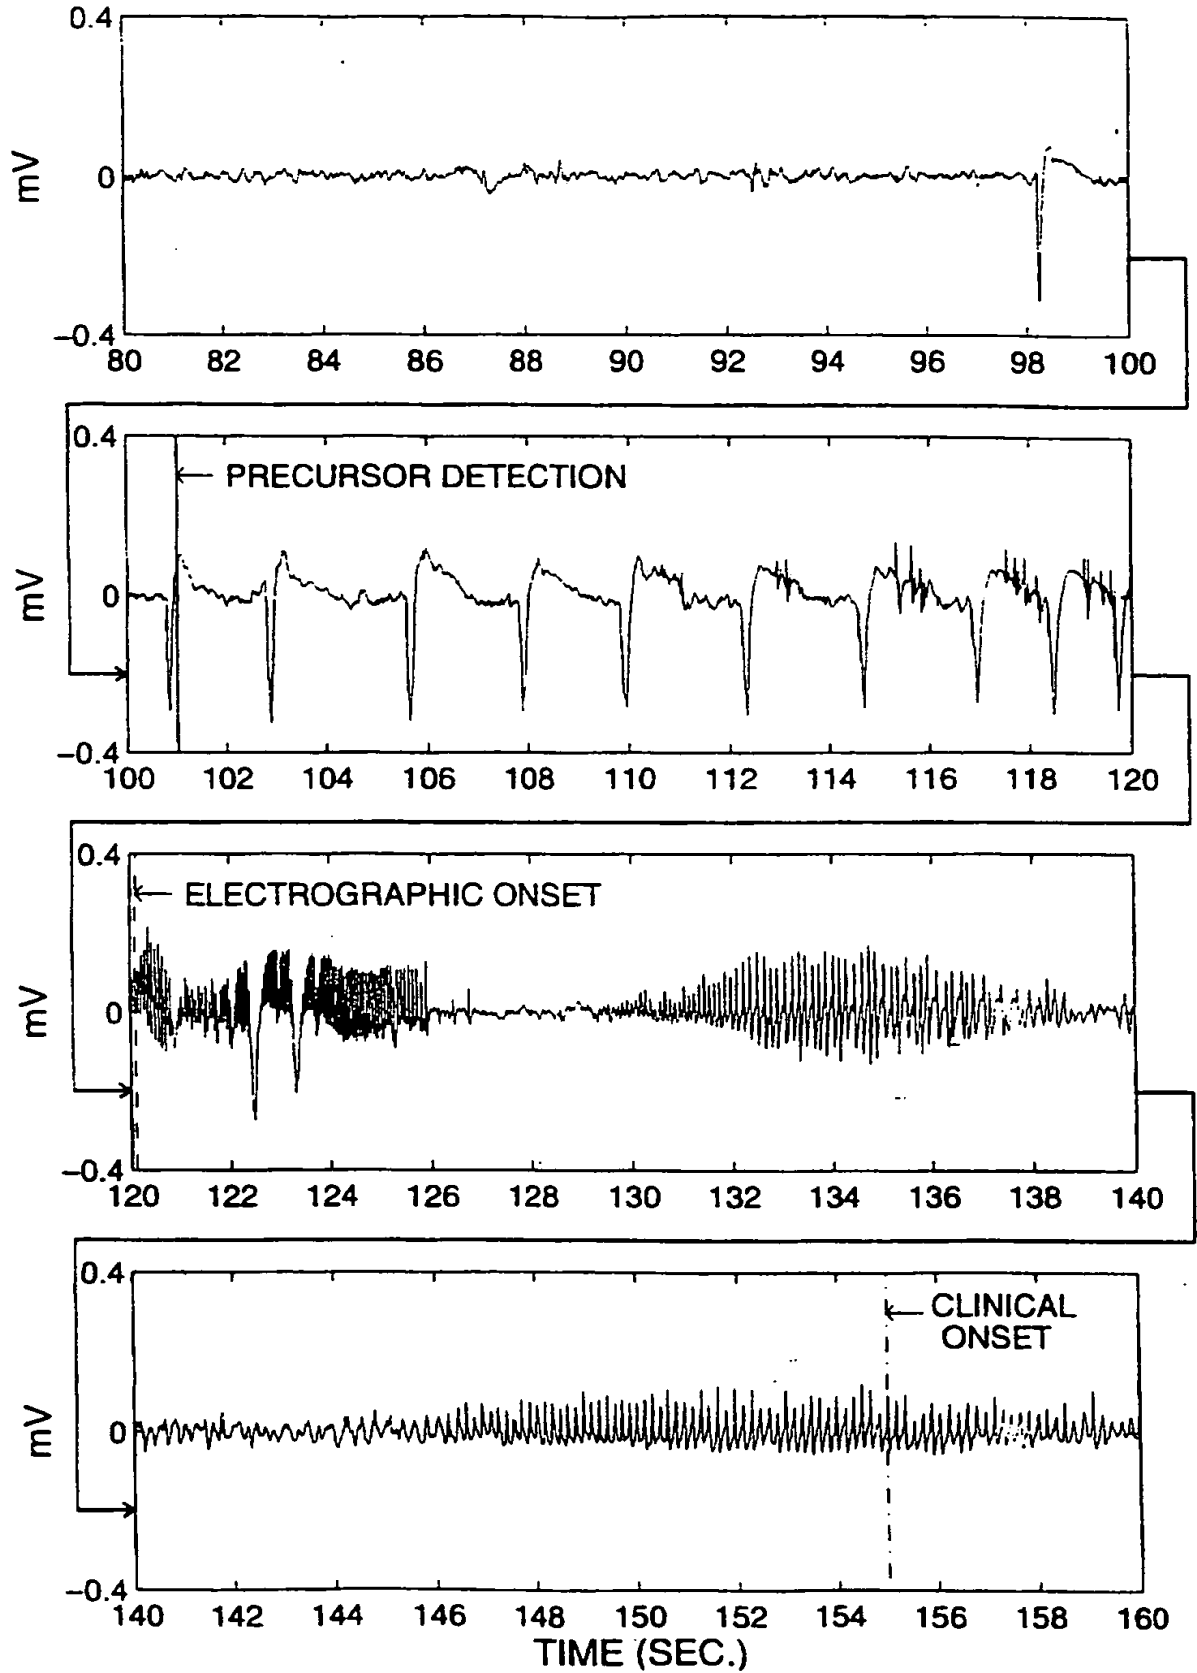 0.4
mV
0
−0.4
80 82 84 86 88 90 92 94 96 98 100
0.4
← PRECURSOR DETECTION
mV
0
−0.4
100 102 104 106 108 110 112 114 116 118 120
0.4
← ELECTROGRAPHIC ONSET
mV
0
−0.4
120 122 124 126 128 130 132 134 136 138 140
0.4
← CLINICAL
ONSET
mV
0
−0.4
140 142 144 146 148 150 152 154 156 158 160
TIME (SEC.)